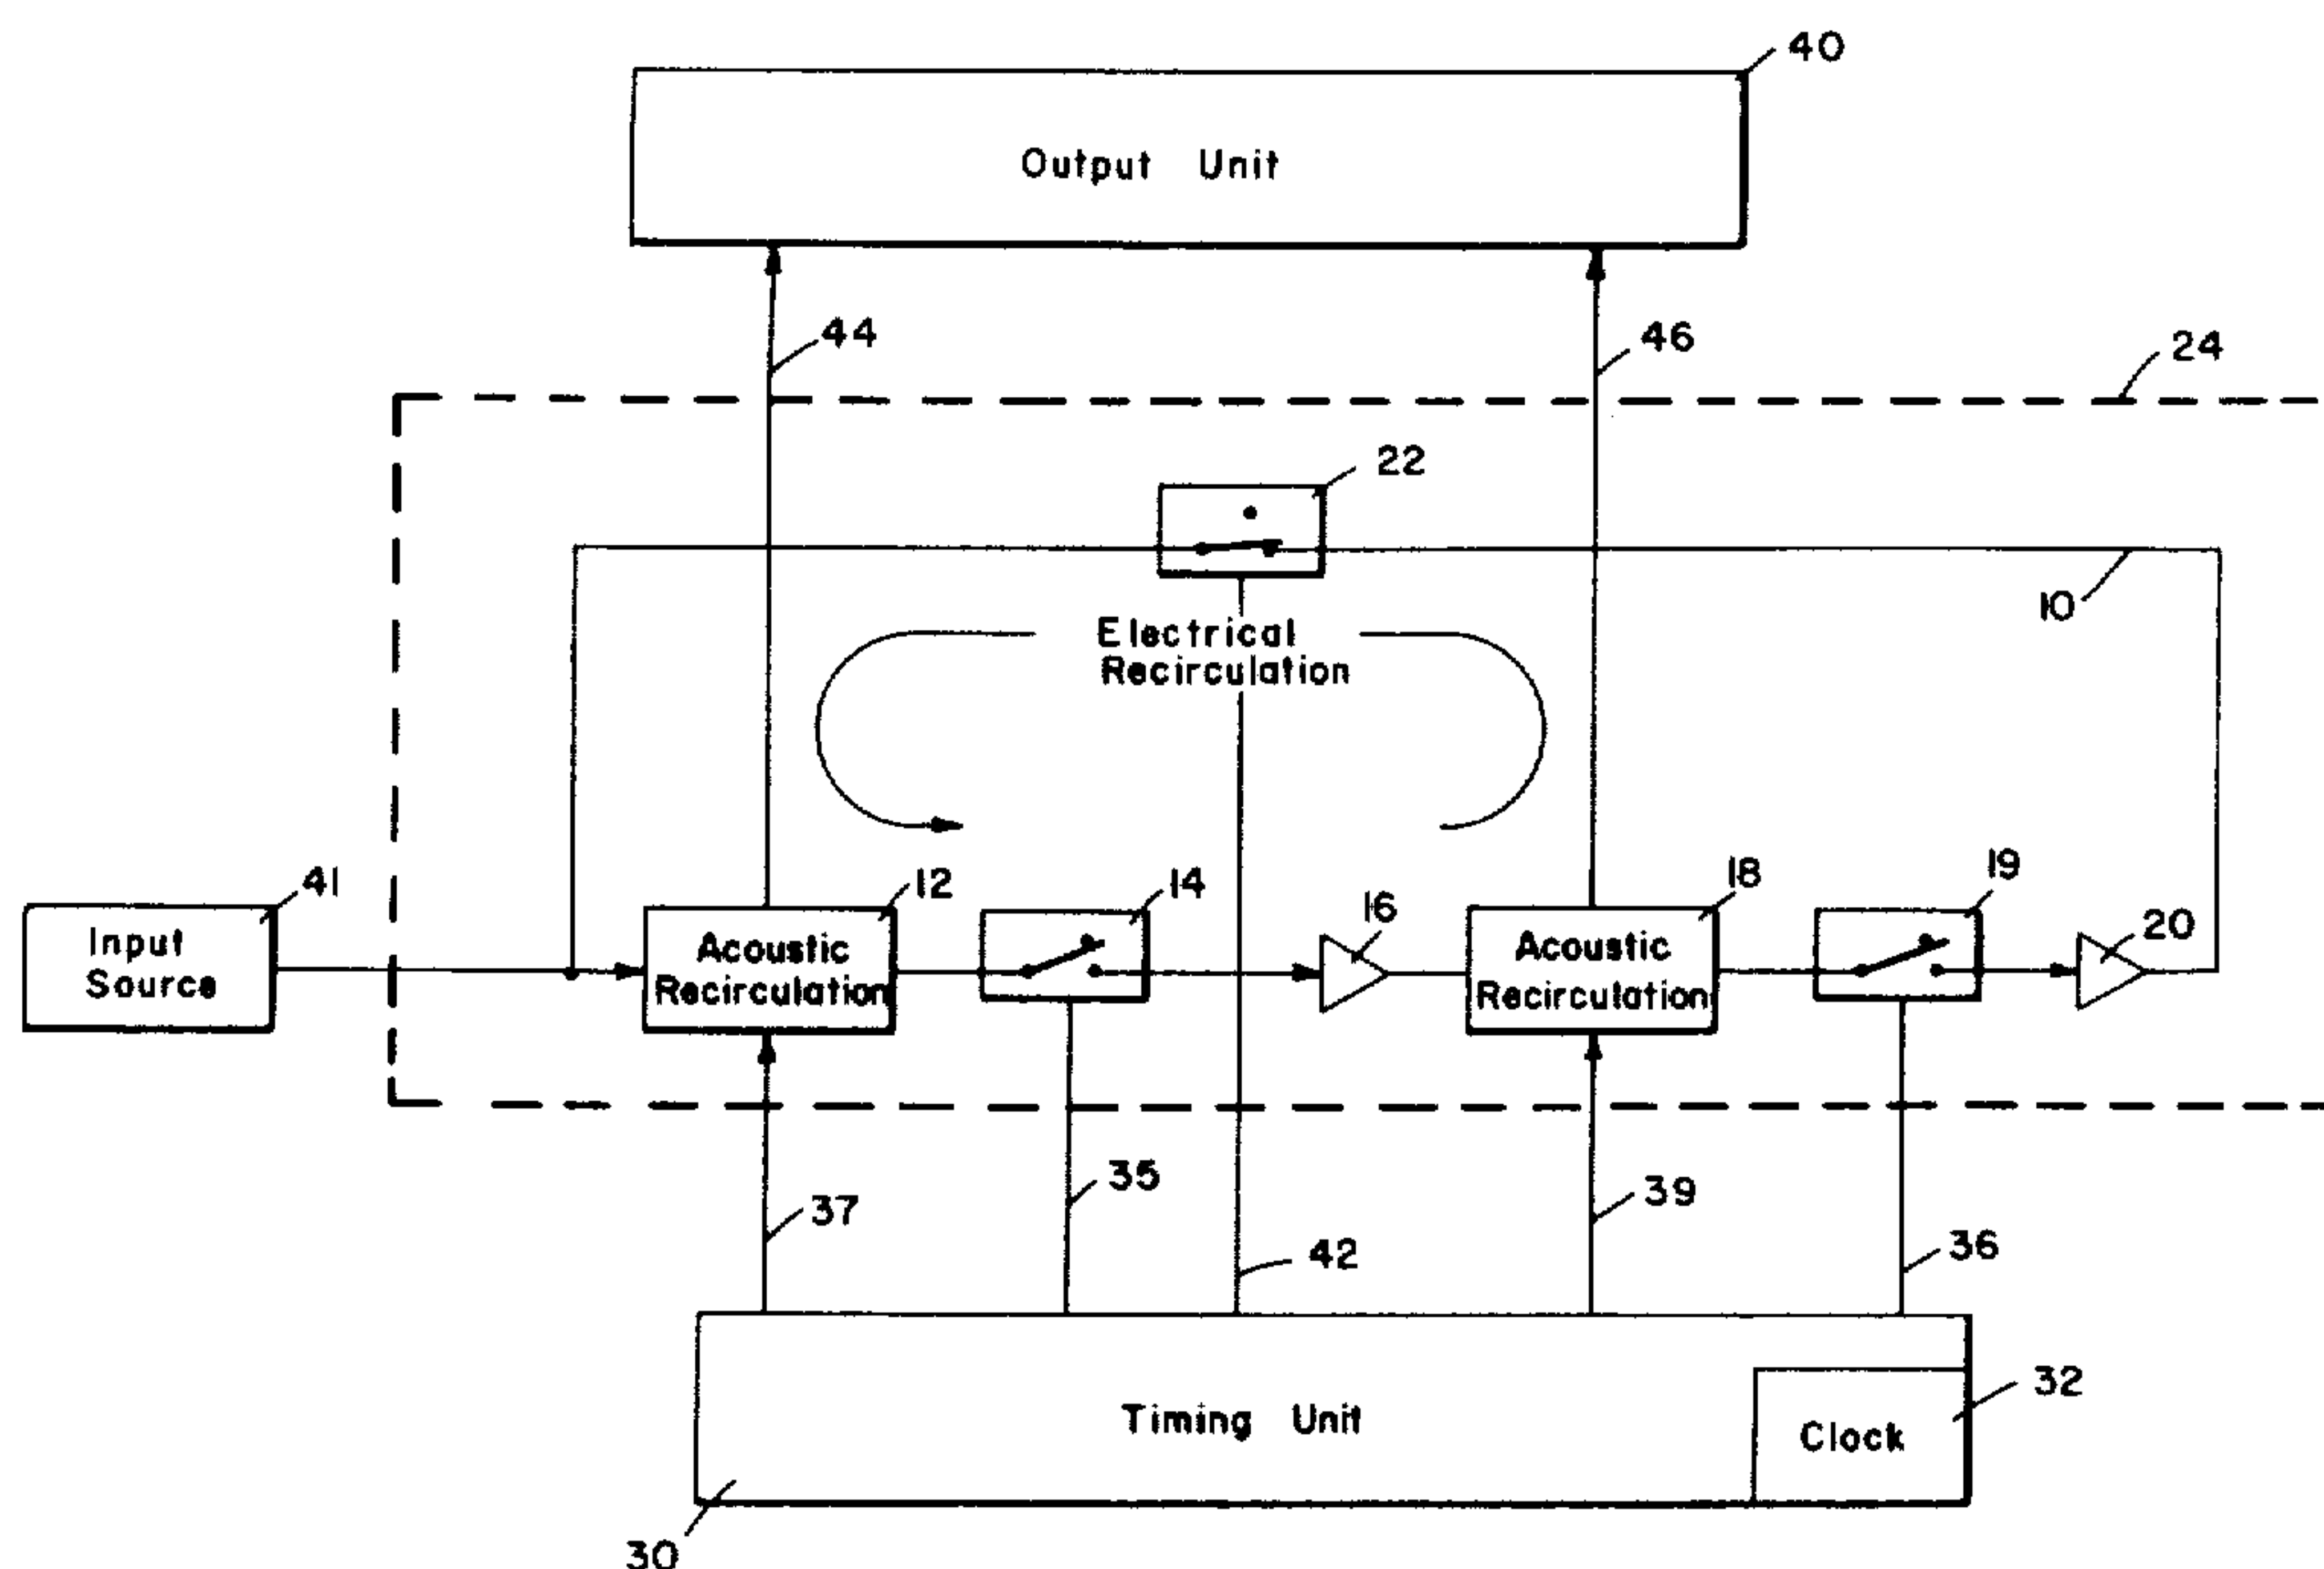 40
Output Unit
44
46
24
22
10
Electrical
Recirculation
41
12
14
16
18
19
20
Input
Source
Acoustic
Recirculation
Acoustic
Recirculation
37
35
42
39
36
32
Timing Unit
Clock
30